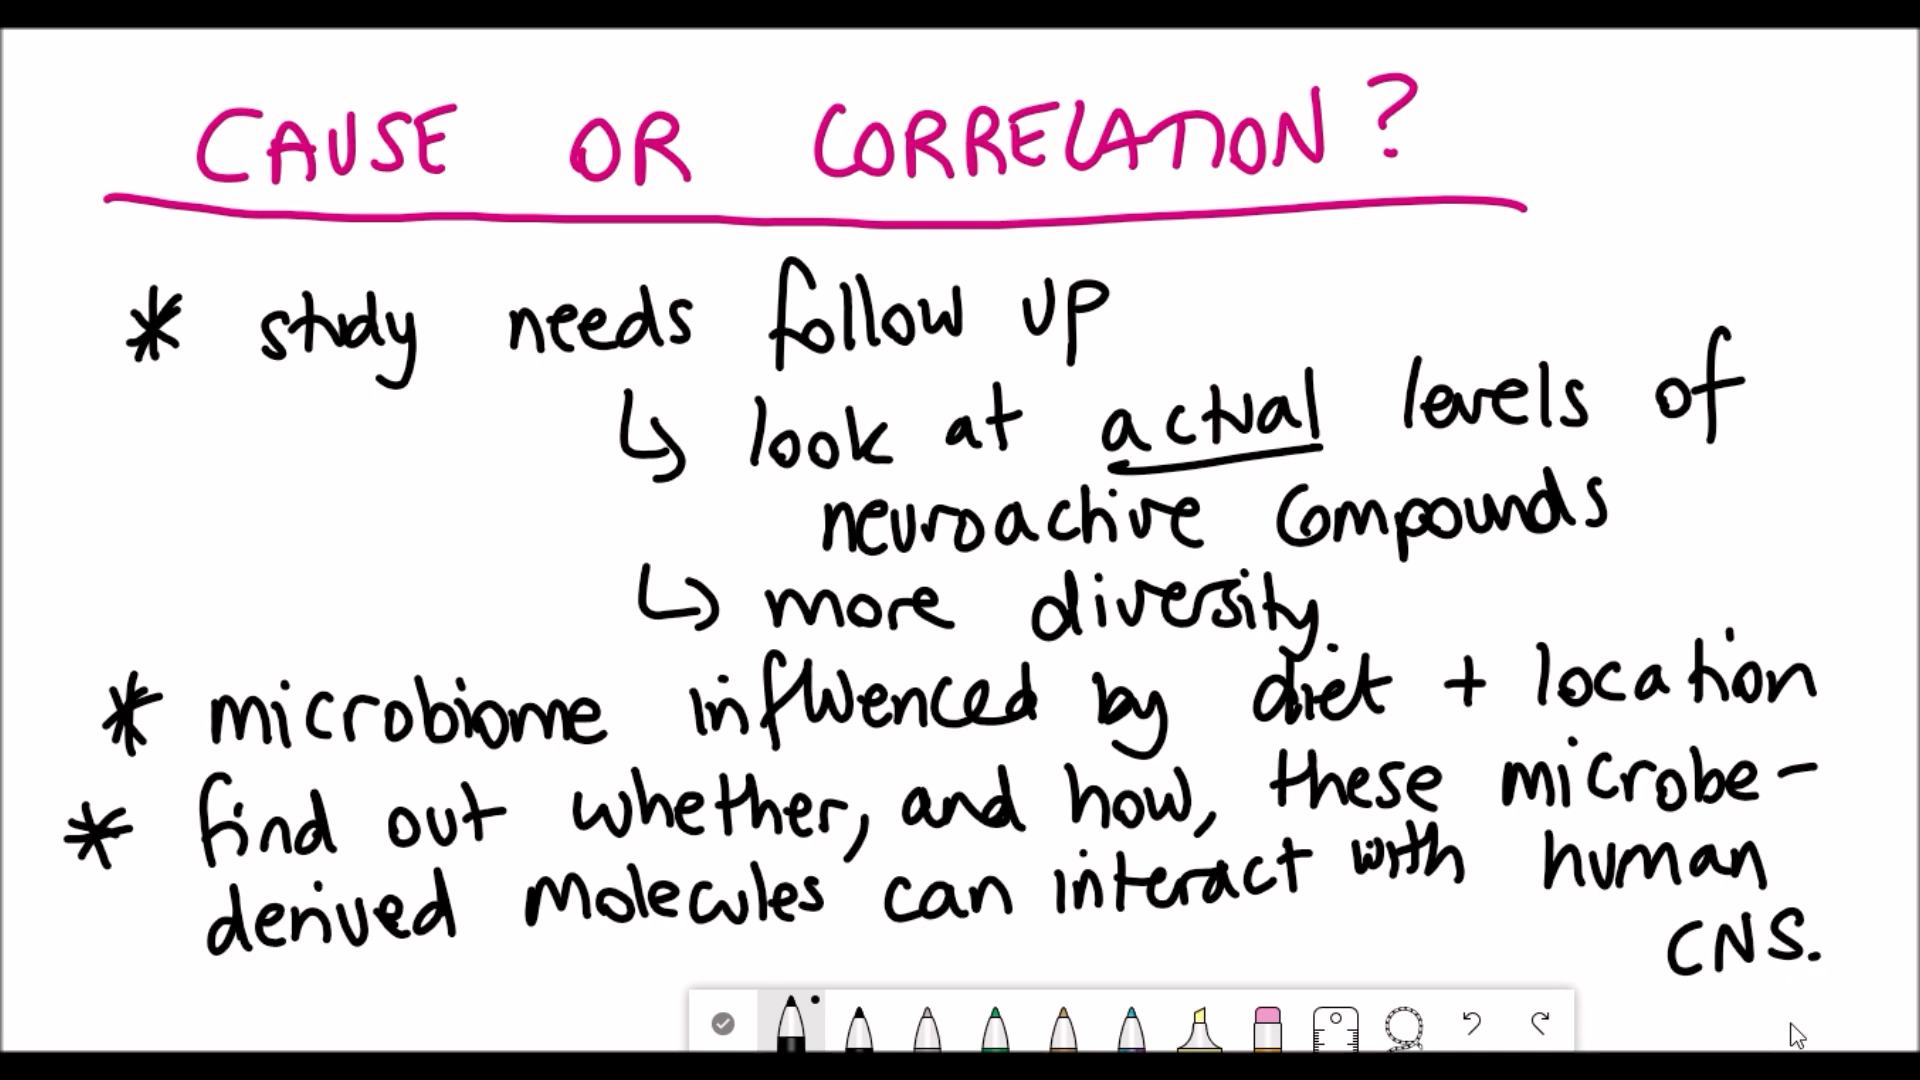 CAUSE OR CORRELATION?
* study needs follow up
↳ look at actual levels of
neuroactive compounds
↳ more diversity
* microbiome influenced by diet + location
* find out whether, and how, these microbe-
derived molecules can interact with human
CNS.